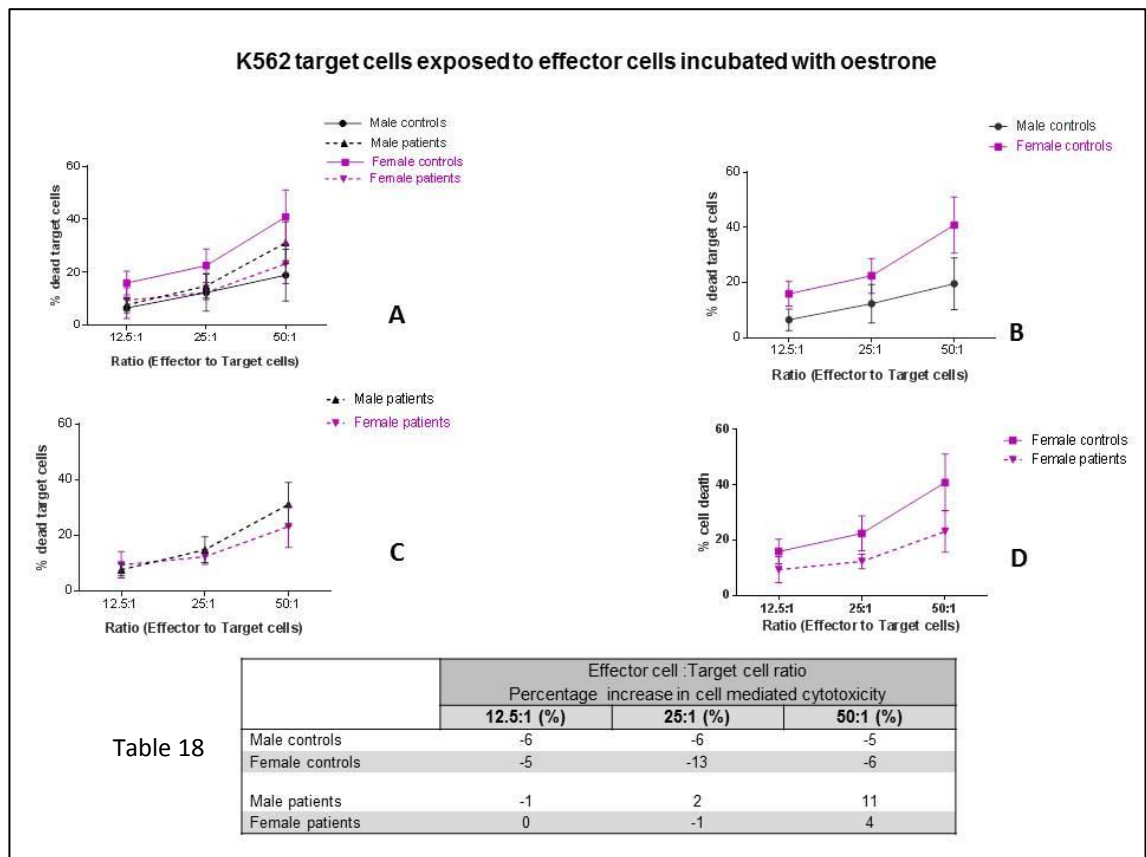 K562 target cells exposed to effector cells incubated with oestrone
Male controls
Male patients
Female controls
Female patients
% dead target cells
60
40
20
0
12.5:1 25:1 50:1
Ratio (Effector to Target cells)
A
Male controls
Female controls
% dead target cells
60
40
20
0
12.5:1 25:1 50:1
Ratio (Effector to Target cells)
B
Male patients
Female patients
% dead target cells
60
40
20
0
12.5:1 25:1 50:1
Ratio (Effector to Target cells)
C
Female controls
Female patients
% cell death
60
40
20
0
12.5:1 25:1 50:1
Ratio (Effector to Target cells)
D
Table 18
Effector cell :Target cell ratio
Percentage increase in cell mediated cytotoxicity
12.5:1 (%) 25:1 (%) 50:1 (%)
Male controls -6 -6 -5
Female controls -5 -13 -6
Male patients -1 2 11
Female patients 0 -1 4